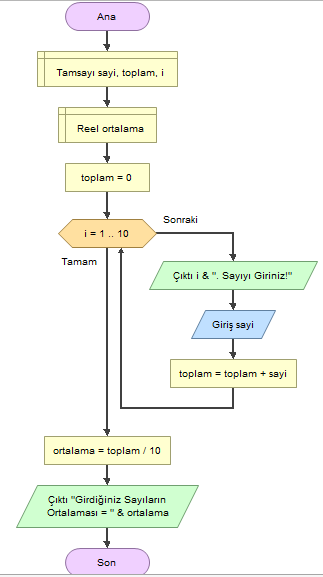 Ana
Tamsayı sayi, toplam, i
Reel ortalama
toplam = 0
i = 1 .. 10
Sonraki
Tamam
Çıktı i & ". Sayıyı Giriniz!"
Giriş sayi
toplam = toplam + sayi
ortalama = toplam / 10
Çıktı "Girdiğiniz Sayıların
Ortalaması = " & ortalama
Son